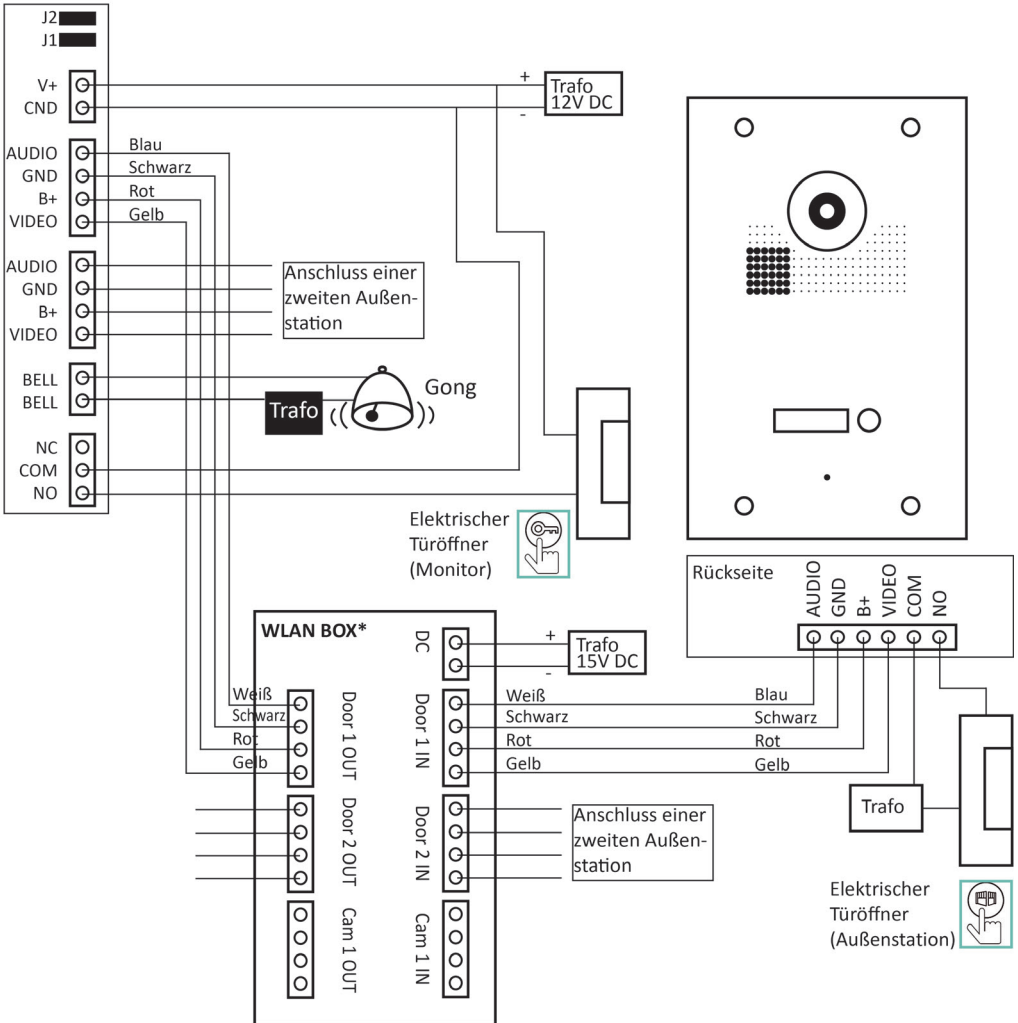 J2
J1
V+
CND
+
-
Trafo
12V DC
AUDIO
GND
B+
VIDEO
Blau
Schwarz
Rot
Gelb
AUDIO
GND
B+
VIDEO
Anschluss einer
zweiten Außen-
station
BELL
BELL
Trafo
Gong
NC
COM
NO
Elektrischer
Türöffner
(Monitor)
Rückseite
AUDIO
GND
B+
VIDEO
COM
NO
WLAN BOX*
DC
+
-
Trafo
15V DC
Weiß
Schwarz
Rot
Gelb
Door 1 OUT
Door 1 IN
Weiß
Schwarz
Rot
Gelb
Blau
Schwarz
Rot
Gelb
Trafo
Door 2 OUT
Door 2 IN
Anschluss einer
zweiten Außen-
station
Cam 1 OUT
Cam 1 IN
Elektrischer
Türöffner
(Außenstation)